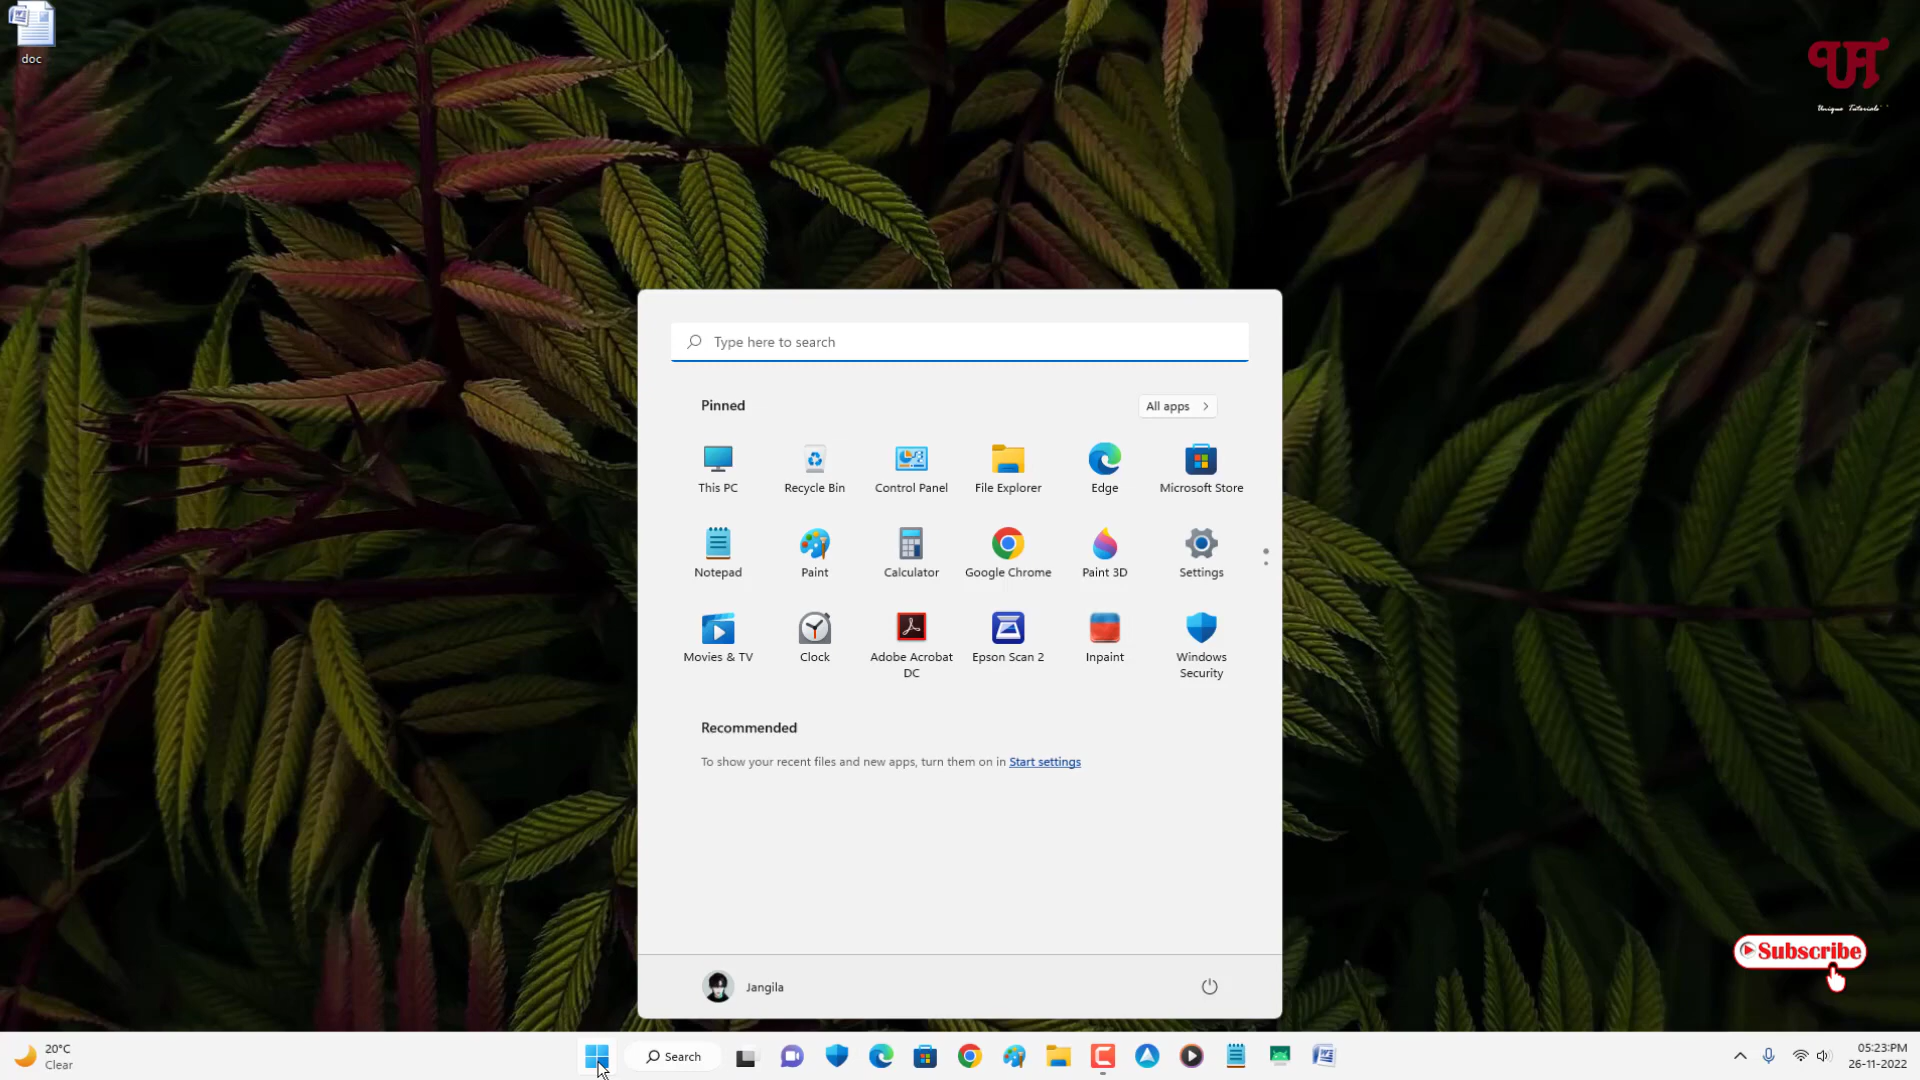 doc
UT
Unique Tutorials
Type here to search
Pinned
All apps
This PC
Recycle Bin
Control Panel
File Explorer
Edge
Microsoft Store
Notepad
Paint
Calculator
Google Chrome
Paint 3D
Settings
Movies & TV
Clock
Adobe Acrobat
DC
Epson Scan 2
Inpaint
Windows
Security
Recommended
To show your recent files and new apps, turn them on in Start settings
Subscribe
Jangila
20°C
Clear
Search
05:23:PM
26-11-2022